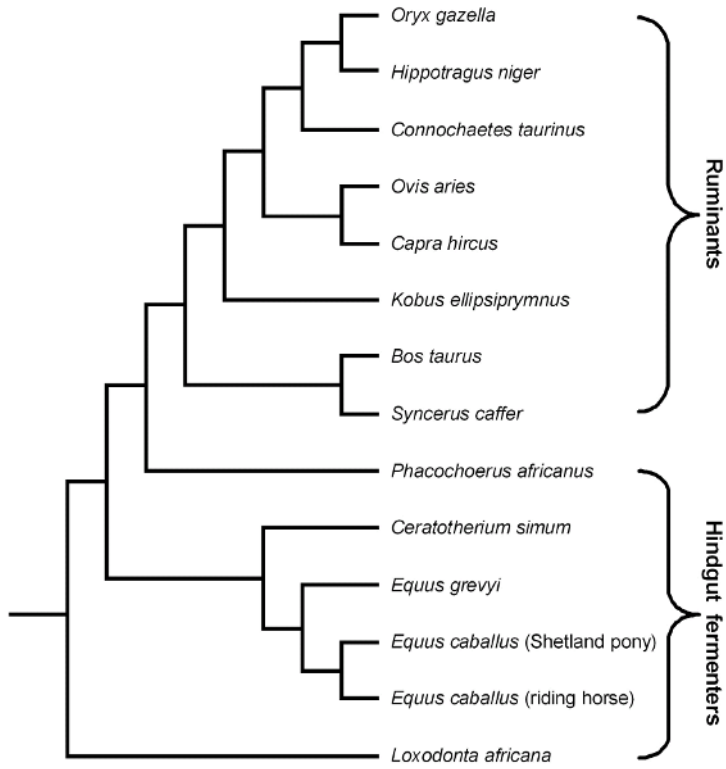 Oryx gazella
Hippotragus niger
Connochaetes taurinus
Ovis aries
Capra hircus
Kobus ellipsiprymnus
Bos taurus
Syncerus caffer
Phacochoerus africanus
Ceratotherium simum
Equus grevyi
Equus caballus (Shetland pony)
Equus caballus (riding horse)
Loxodonta africana
Ruminants
Hindgut fermenters